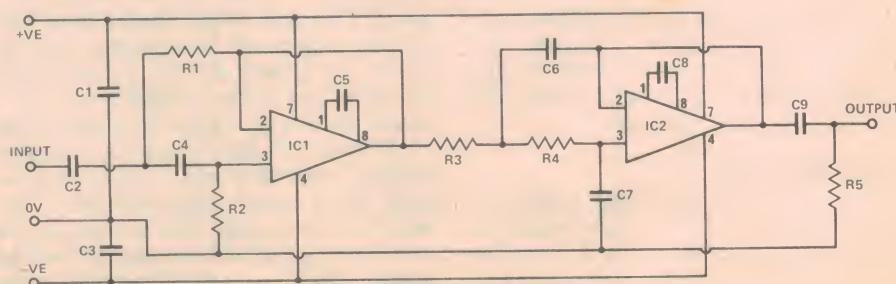 +VE
R1
C6
C8
C5
C1
7
1
8
2
IC2
7
C9
OUTPUT
2
1
IC1
8
3
4
INPUT
C4
3
R3
R4
C2
4
R5
R2
C7
0V
C3
-VE